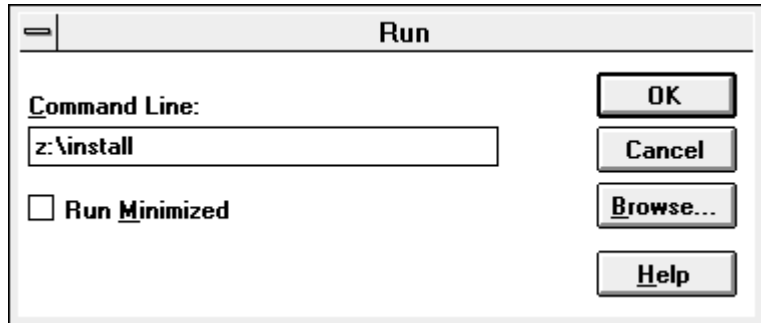 Run
Command Line:
z:\install
Run Minimized
OK
Cancel
Browse...
Help